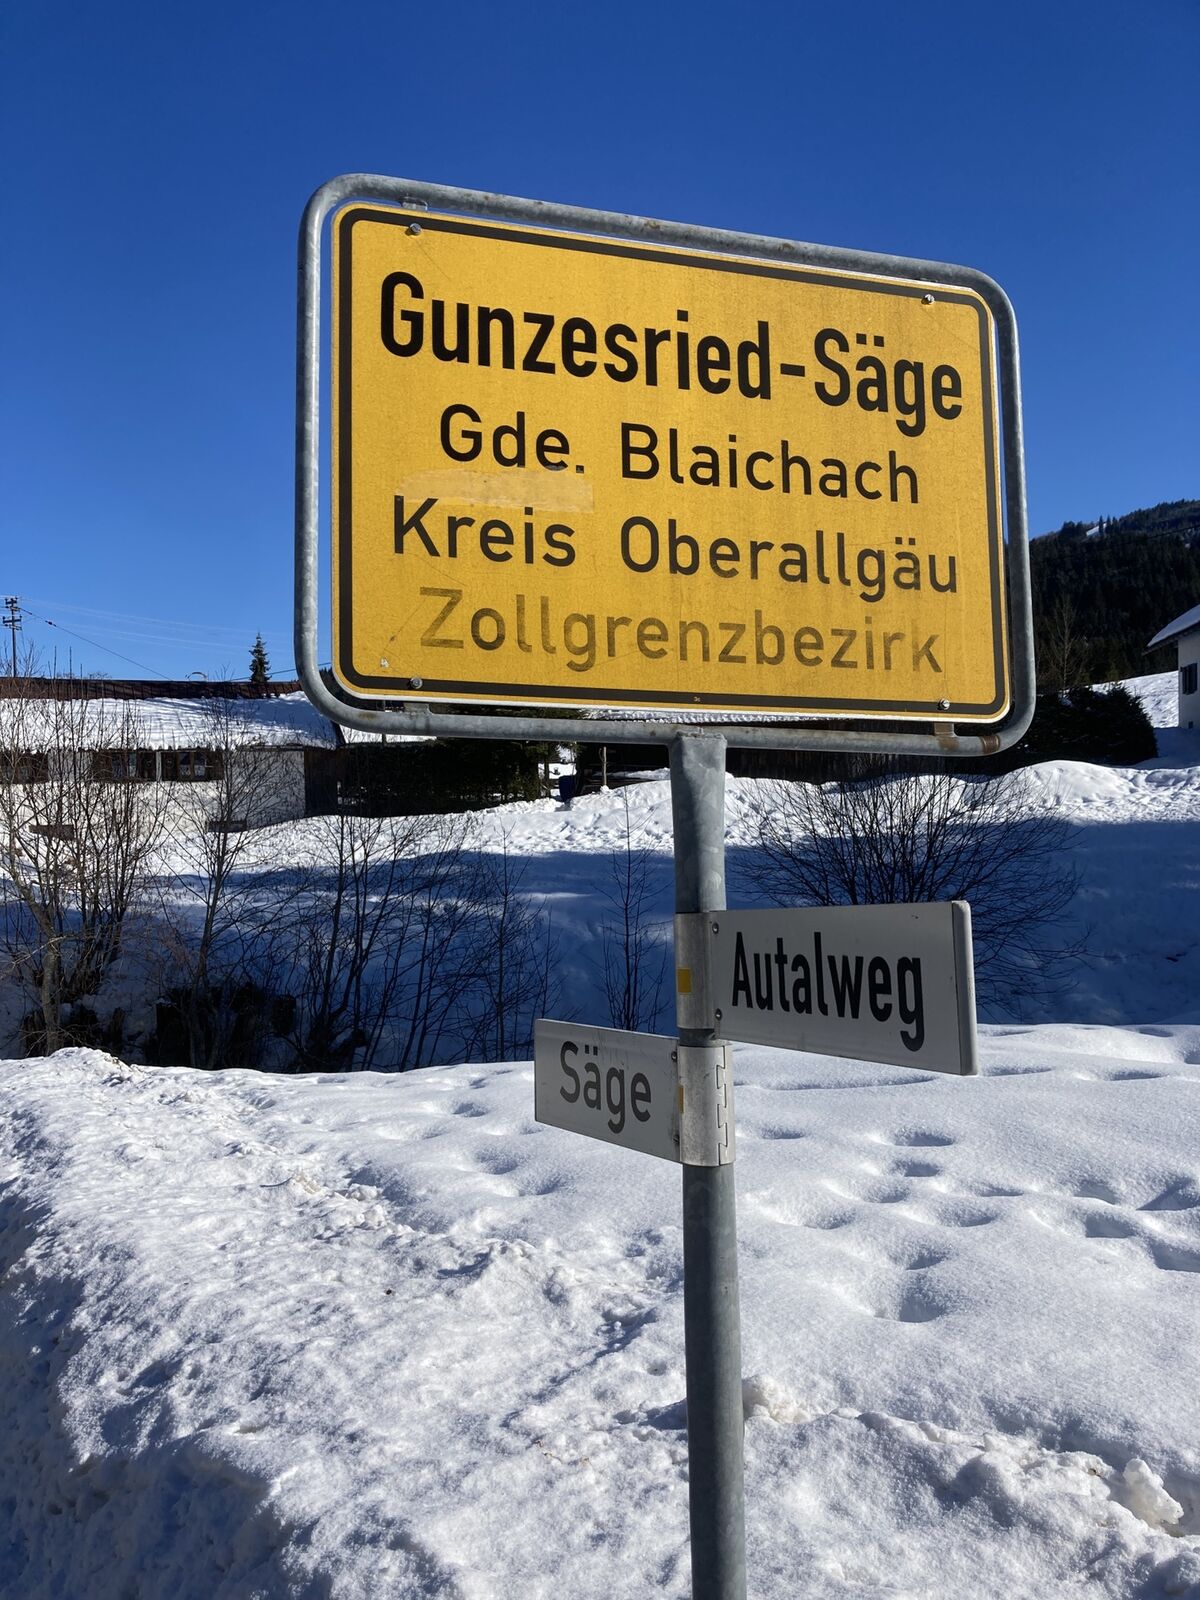 Gunzesried-Säge
Gde. Blaichach
Kreis Oberallgäu
Zollgrenzbezirk
Autalweg
Säge